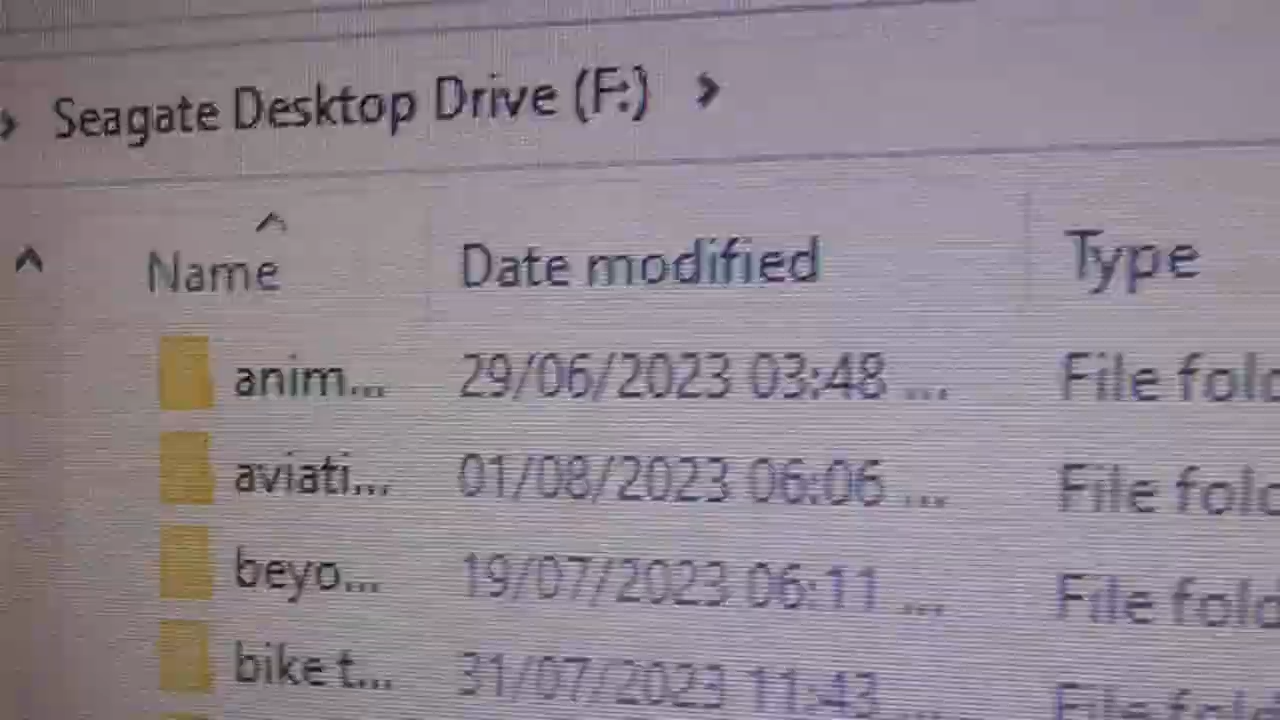 Seagate Desktop Drive (F:)
Name Date modified Type
anim... 29/06/2023 03:48 ... File fold
aviati... 01/08/2023 06:06 ... File fold
beyo... 19/07/2023 06:11 ... File fold
bike t... 31/07/2023 11:43 ... File fold